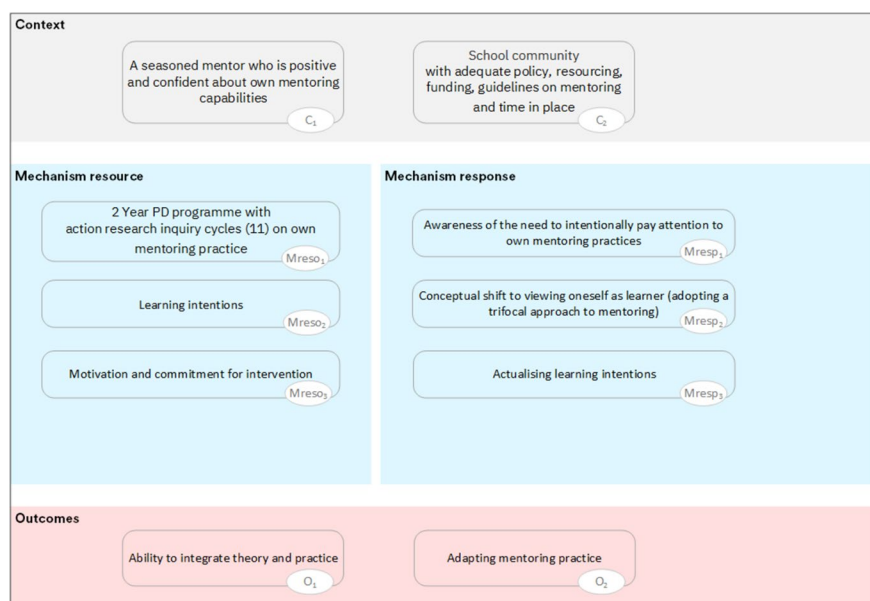 Context
A seasoned mentor who is positive
and confident about own mentoring
capabilities
C₁
School community
with adequate policy, resourcing,
funding, guidelines on mentoring
and time in place
C₂
Mechanism resource
2 Year PD programme with
action research inquiry cycles (11) on own
mentoring practice
Mreso₁
Learning intentions
Mreso₂
Motivation and commitment for intervention
Mreso₃
Mechanism response
Awareness of the need to intentionally pay attention to
own mentoring practices
Mresp₁
Conceptual shift to viewing oneself as learner (adopting a
trifocal approach to mentoring)
Mresp₂
Actualising learning intentions
Mresp₃
Outcomes
Ability to integrate theory and practice
O₁
Adapting mentoring practice
O₂